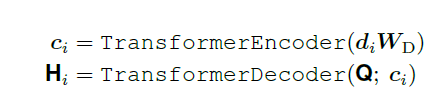 c_i = TransformerEncoder(d_i W_D)
H_i = TransformerDecoder(Q; c_i)